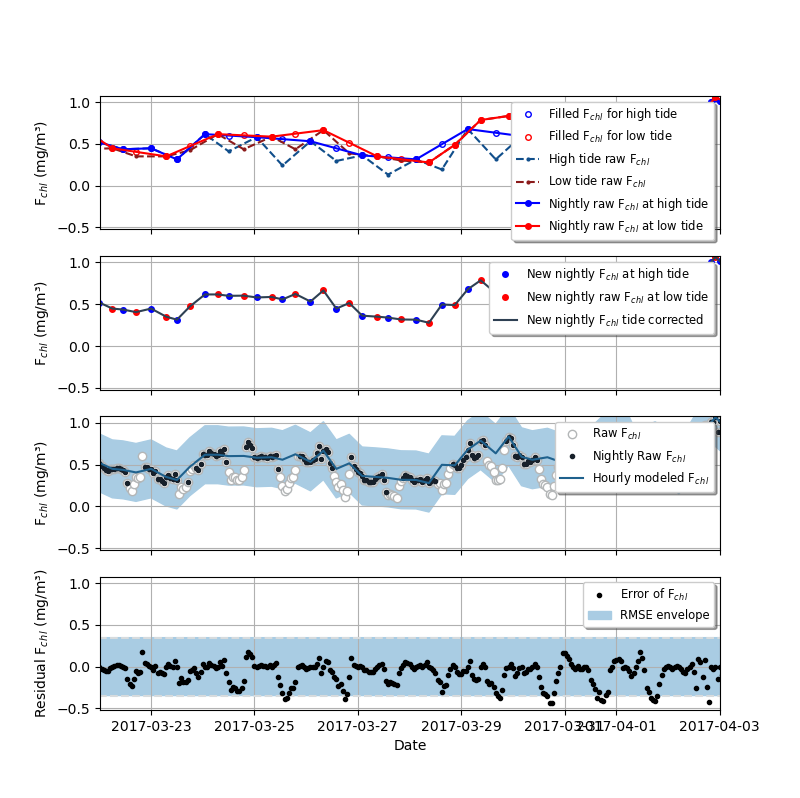 1.0
0.5
0.0
−0.5
F_chl (mg/m³)
Filled F_chl for high tide
Filled F_chl for low tide
High tide raw F_chl
Low tide raw F_chl
Nightly raw F_chl at high tide
Nightly raw F_chl at low tide
1.0
0.5
0.0
−0.5
F_chl (mg/m³)
New nightly F_chl at high tide
New nightly raw F_chl at low tide
New nightly F_chl tide corrected
1.0
0.5
0.0
−0.5
F_chl (mg/m³)
Raw F_chl
Nightly Raw F_chl
Hourly modeled F_chl
1.0
0.5
0.0
−0.5
Residual F_chl (mg/m³)
Error of F_chl
RMSE envelope
2017-03-23 2017-03-25 2017-03-27 2017-03-29 2017-03-31 2017-04-01 2017-04-03
Date